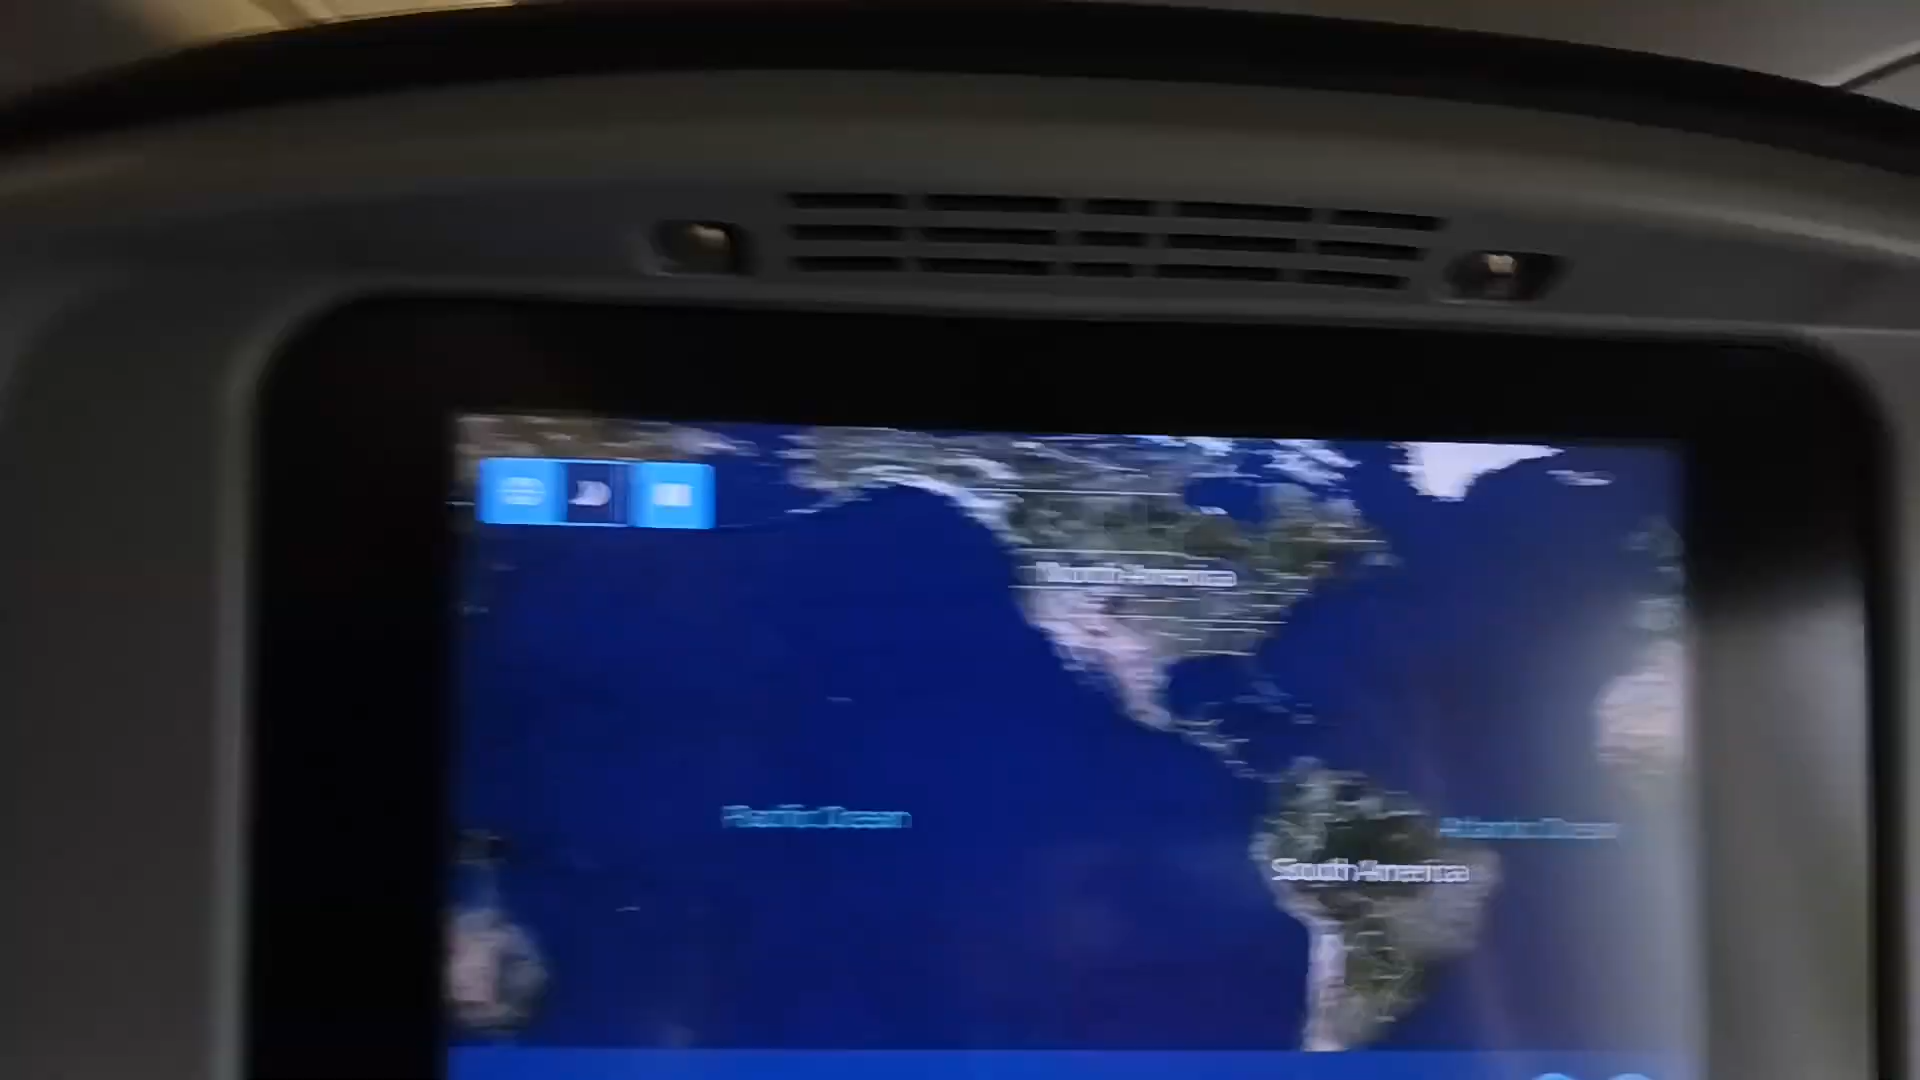 North America
Pacific Ocean
Atlantic Ocean
South America